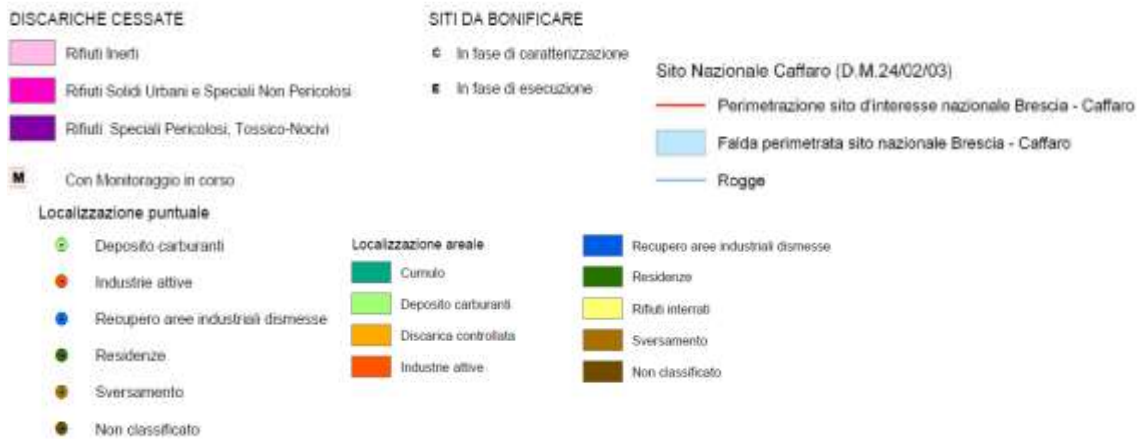 DISCARICHE CESSATE
Rifiuti Inerti
Rifiuti Solidi Urbani e Speciali Non Pericolosi
Rifiuti Speciali Pericolosi, Tossico-Nocivi
M Con Monitoraggio in corso
SITI DA BONIFICARE
C In fase di caratterizzazione
E In fase di esecuzione
Sito Nazionale Caffaro (D.M.24/02/03)
Perimetrazione sito d'interesse nazionale Brescia - Caffaro
Falda perimetrata sito nazionale Brescia - Caffaro
Rogge
Localizzazione puntuale
Deposito carburanti
Industrie attive
Recupero aree industriali dismesse
Residenze
Sversamento
Non classificato
Localizzazione areale
Cumulo
Deposito carburanti
Discarica controllata
Industrie attive
Recupero aree industriali dismesse
Residenze
Rifiuti interrati
Sversamento
Non classificato